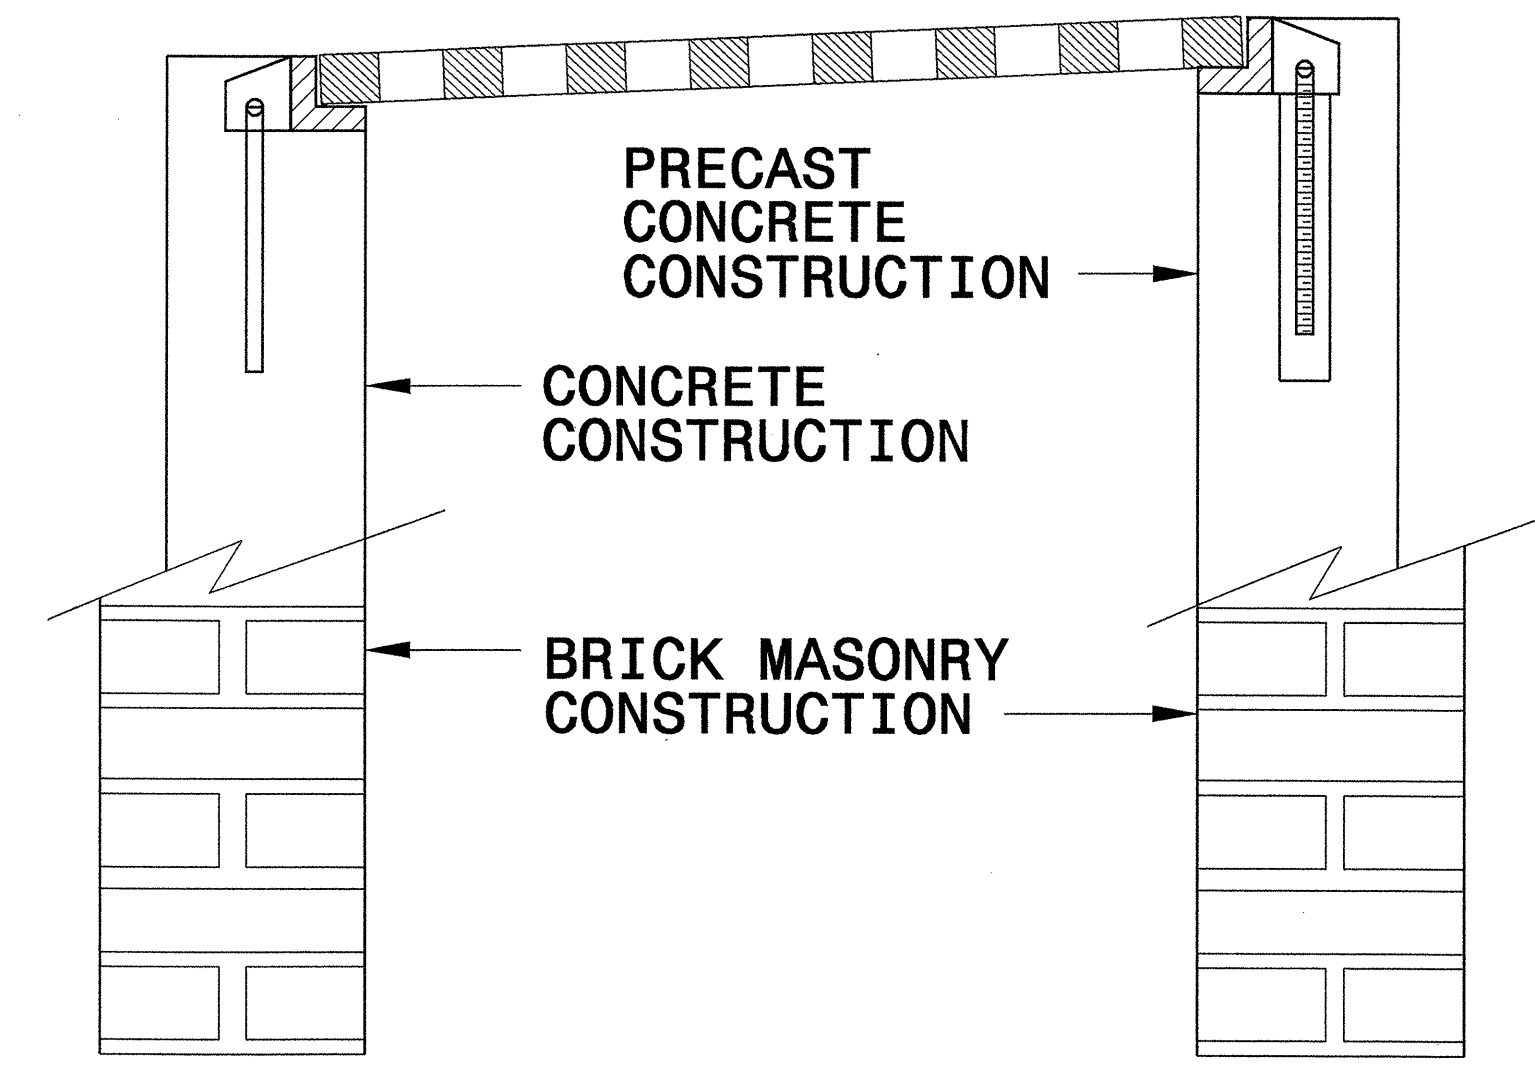 PRECAST
CONCRETE
CONSTRUCTION
CONCRETE
CONSTRUCTION
BRICK MASONRY
CONSTRUCTION